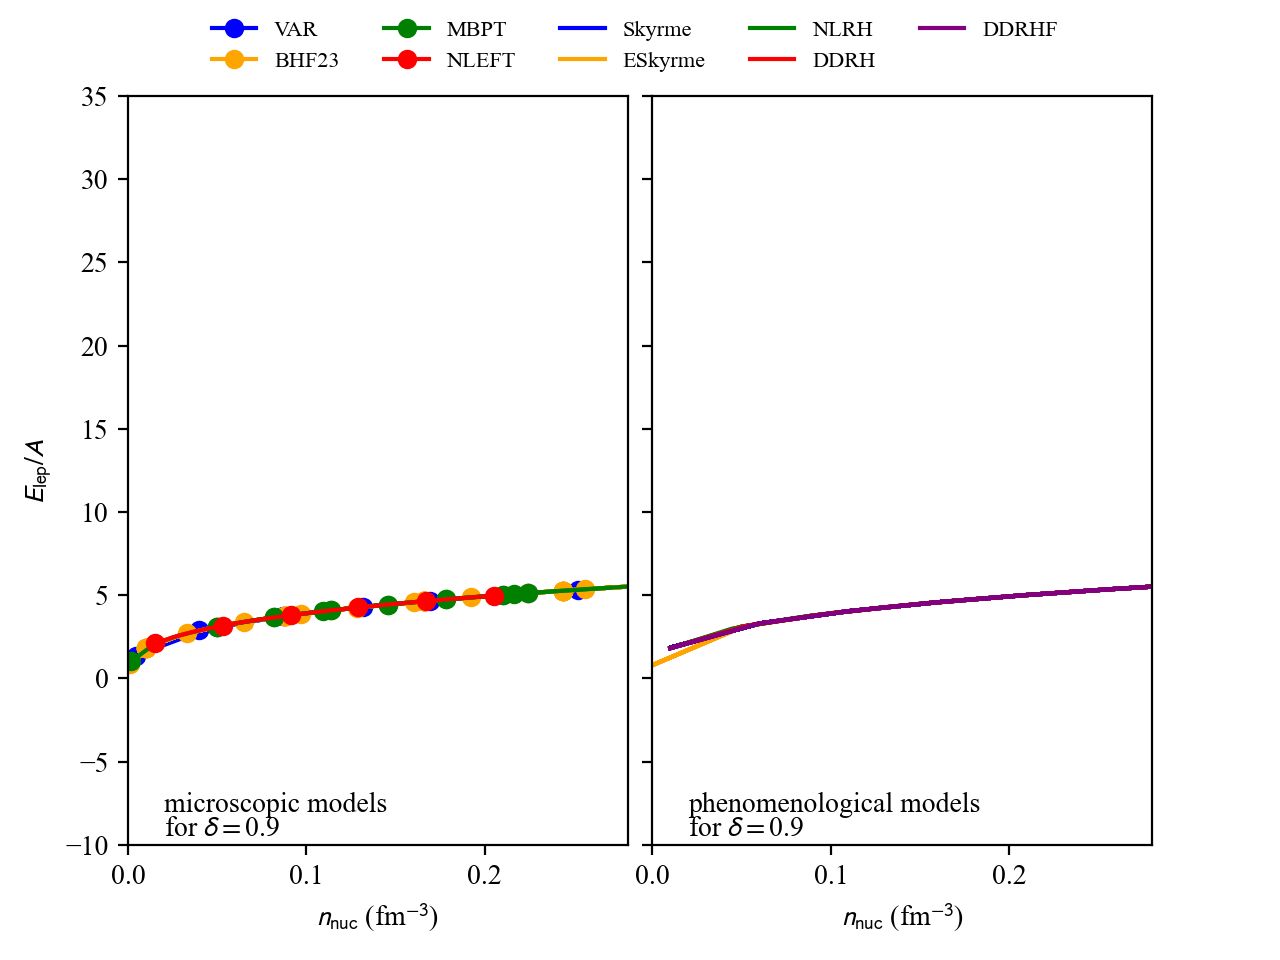 VAR MBPT Skyrme NLRH DDRHF
BHF23 NLEFT ESkyrme DDRH
35
30
25
20
15
10
5
0
−5
−10
E_lep/A
microscopic models
for δ = 0.9
phenomenological models
for δ = 0.9
0.0 0.1 0.2
0.0 0.1 0.2
n_nuc (fm⁻³)
n_nuc (fm⁻³)